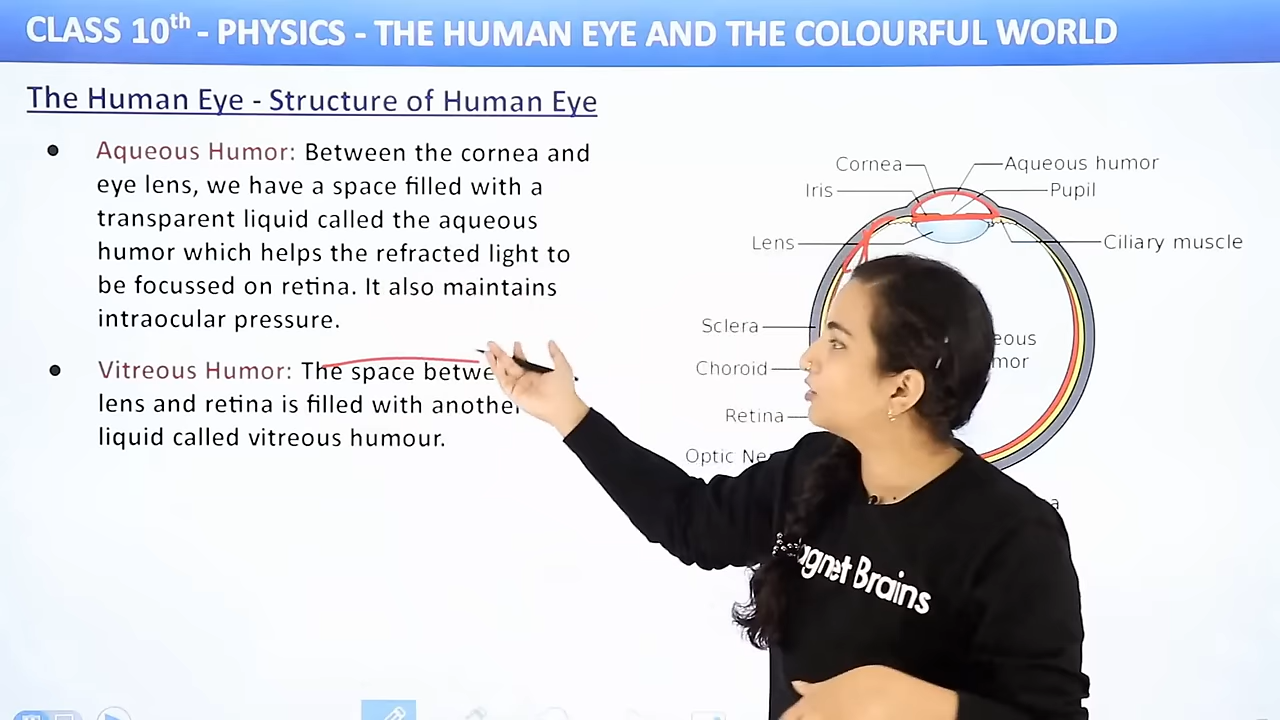 CLASS 10th - PHYSICS - THE HUMAN EYE AND THE COLOURFUL WORLD
The Human Eye - Structure of Human Eye
• Aqueous Humor: Between the cornea and
eye lens, we have a space filled with a
transparent liquid called the aqueous
humor which helps the refracted light to
be focussed on retina. It also maintains
intraocular pressure.
• Vitreous Humor: The space
lens and retina is filled with
liquid called vitreous humour.
Cornea
Aqueous humor
Iris
Pupil
Lens
Ciliary muscle
Sclera
Choroid
Retina
Optic
Brains